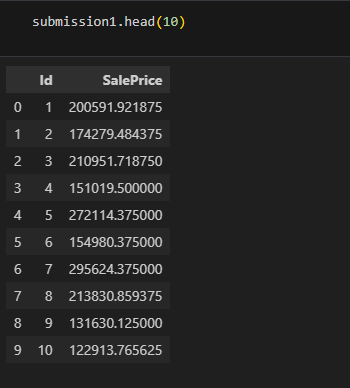 submission1.head(10)
Id SalePrice
0 1 200591.921875
1 2 174279.484375
2 3 210951.718750
3 4 151019.500000
4 5 272114.375000
5 6 154980.375000
6 7 295624.375000
7 8 213830.859375
8 9 131630.125000
9 10 122913.765625